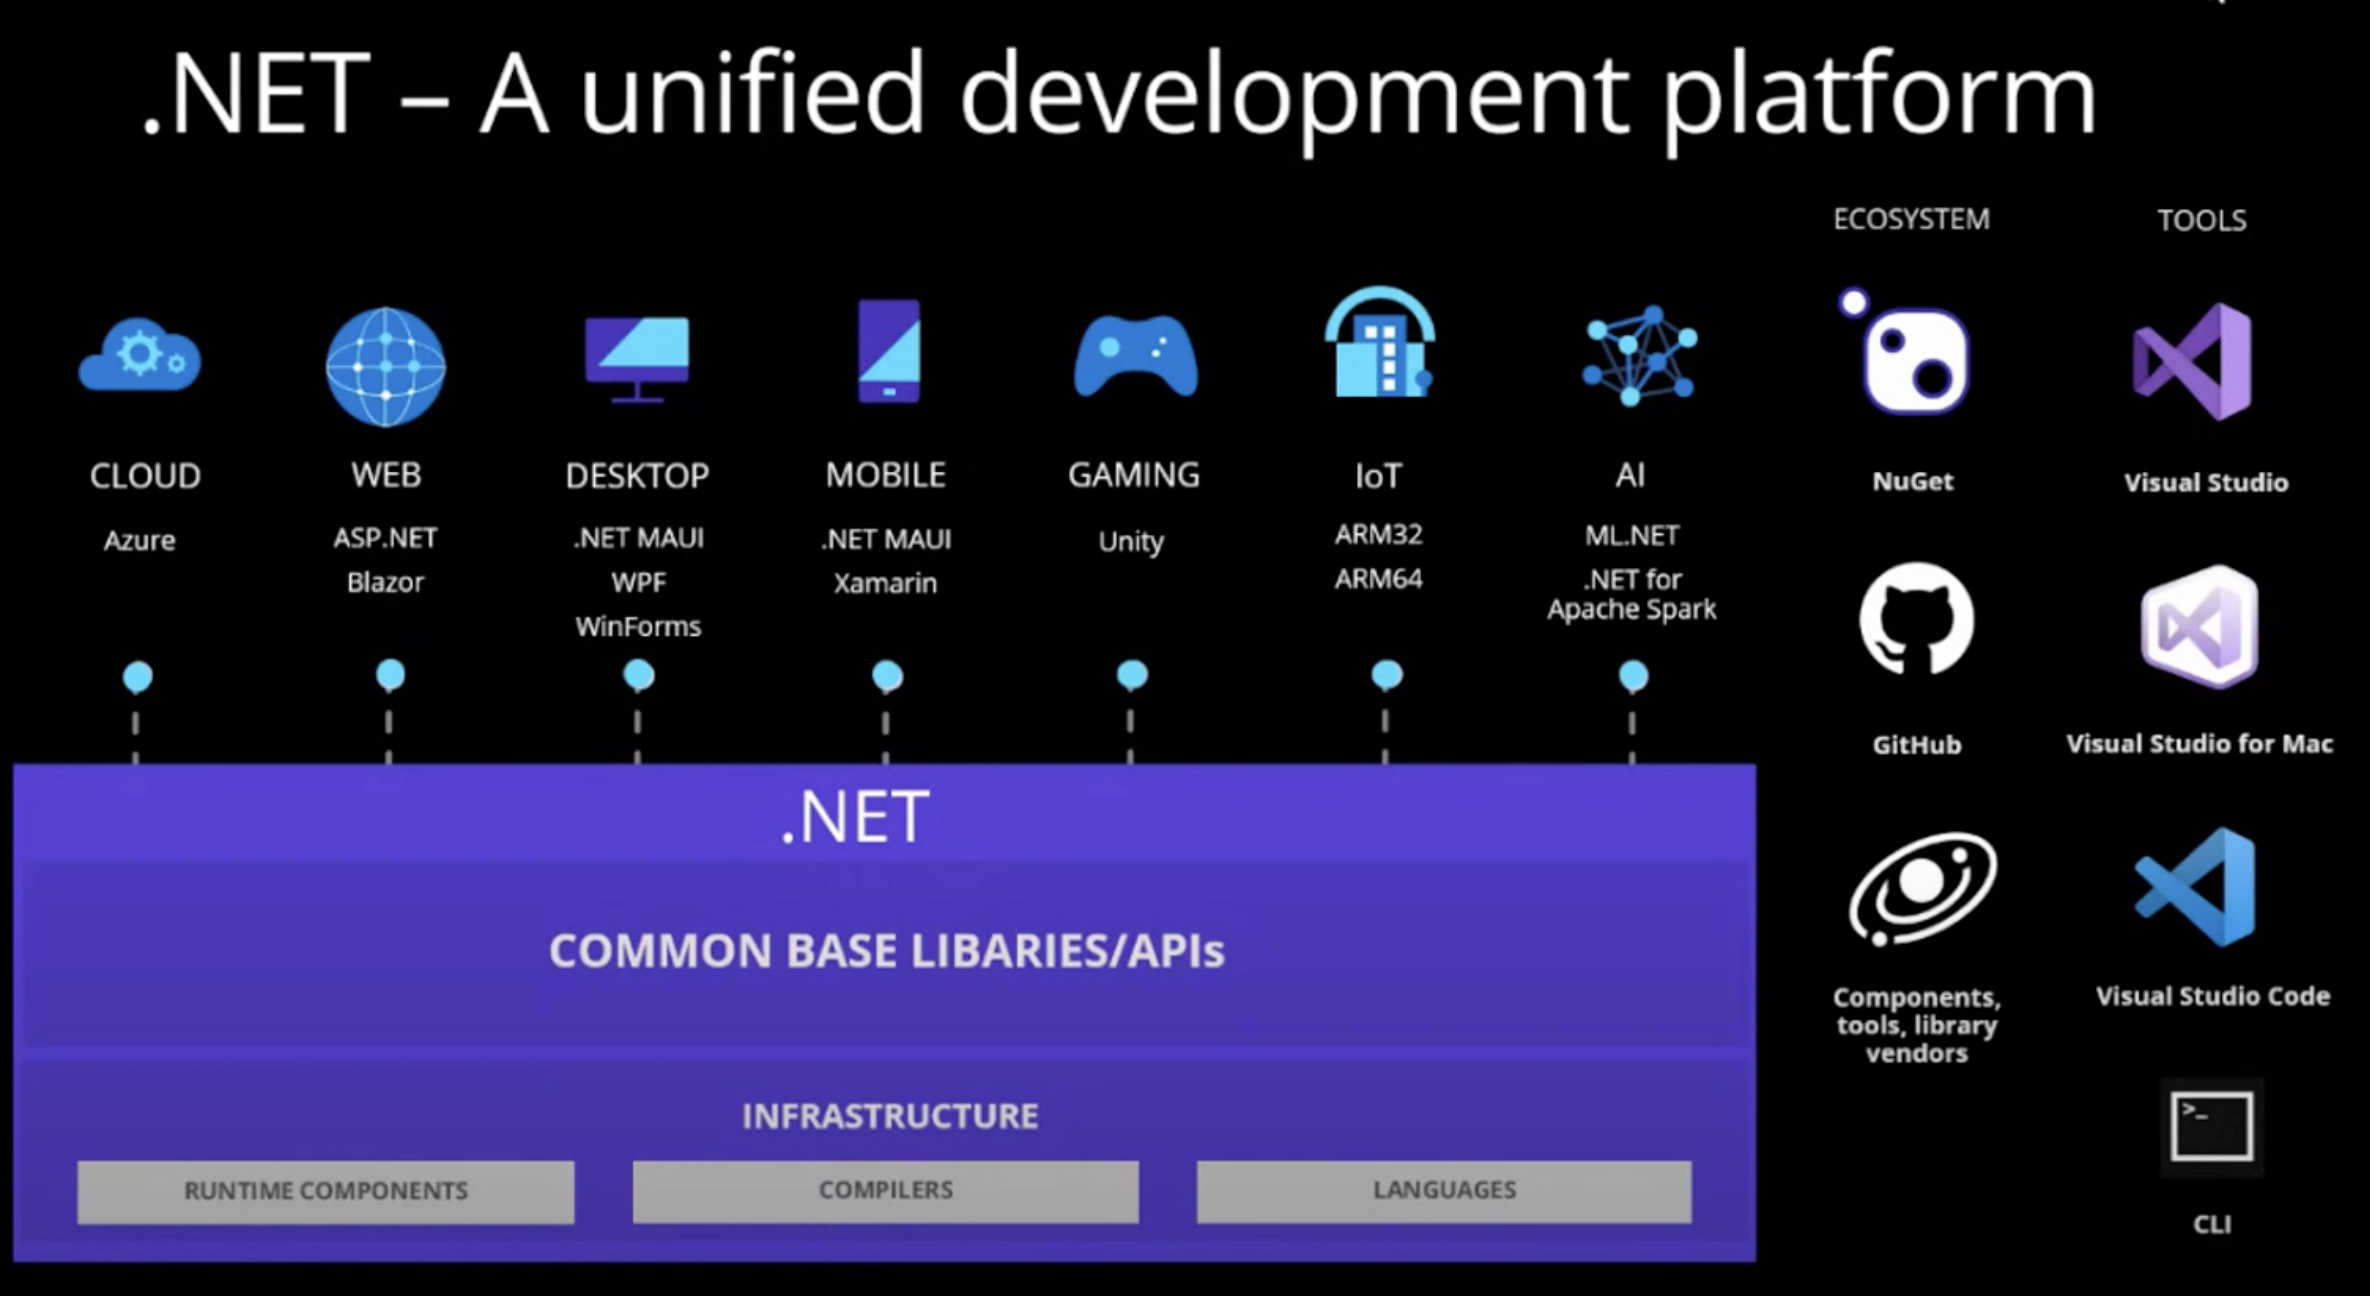 .NET – A unified development platform
ECOSYSTEM
TOOLS
CLOUD
Azure
WEB
ASP.NET
Blazor
DESKTOP
.NET MAUI
WPF
WinForms
MOBILE
.NET MAUI
Xamarin
GAMING
Unity
IoT
ARM32
ARM64
AI
ML.NET
.NET for
Apache Spark
NuGet
Visual Studio
GitHub
Visual Studio for Mac
Components,
tools, library
vendors
Visual Studio Code
>_
CLI
.NET
COMMON BASE LIBARIES/APIs
INFRASTRUCTURE
RUNTIME COMPONENTS
COMPILERS
LANGUAGES